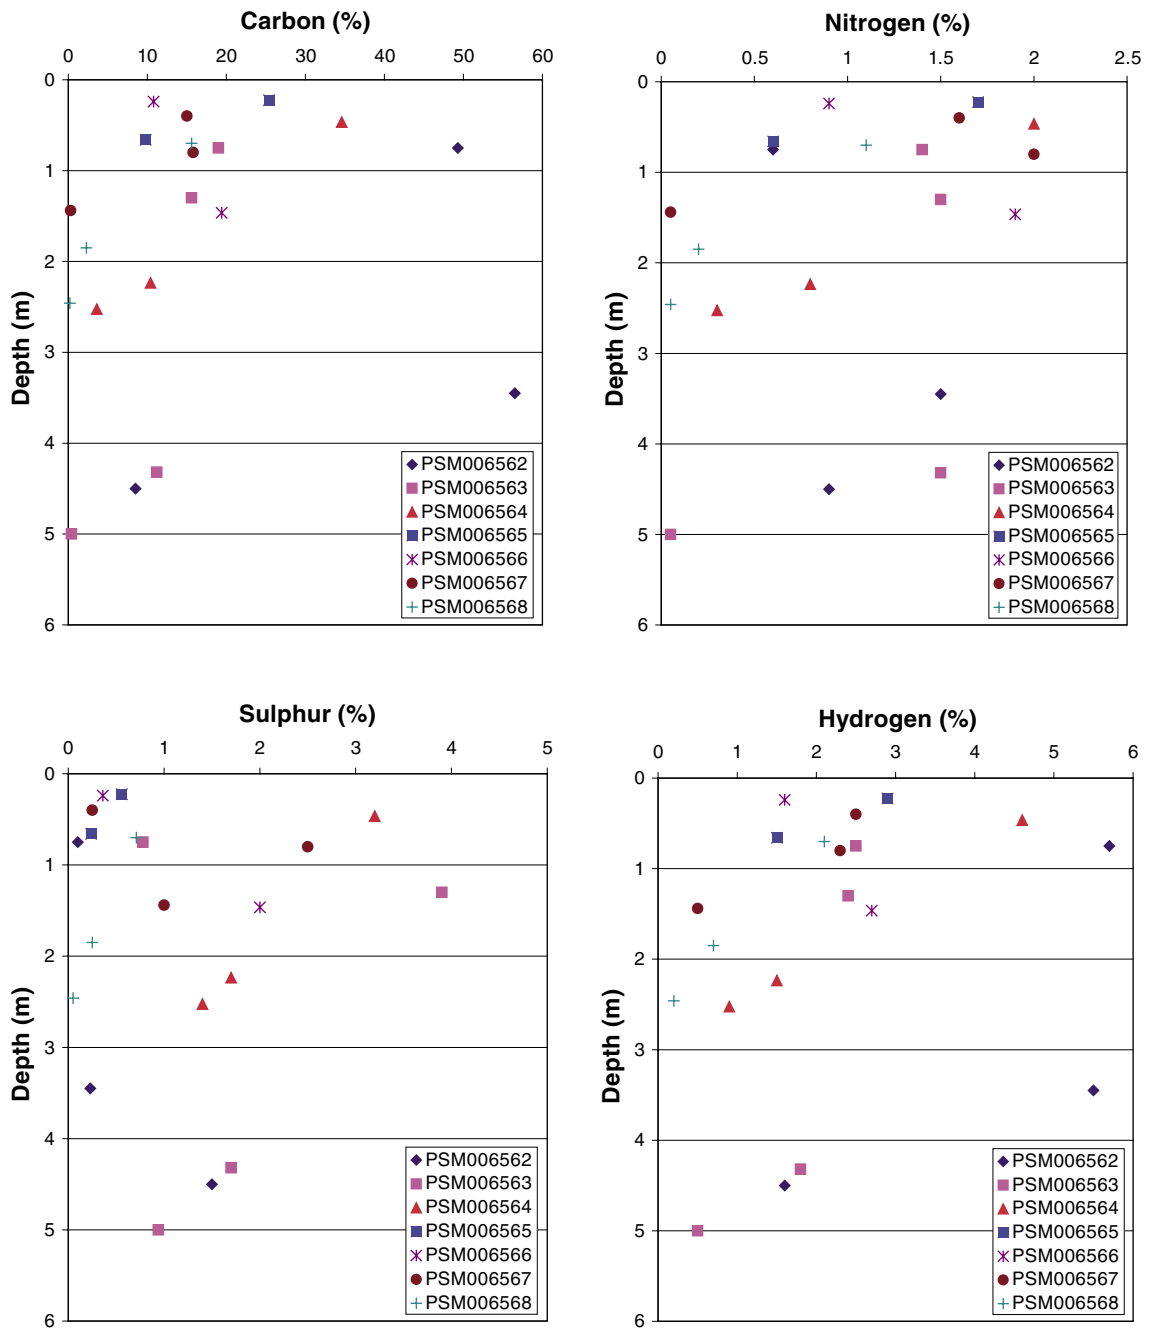 Carbon (%)
0 10 20 30 40 50 60
0
1
2
3
4
5
6
Depth (m)
PSM006562
PSM006563
PSM006564
PSM006565
PSM006566
PSM006567
PSM006568
Nitrogen (%)
0 0.5 1 1.5 2 2.5
0
1
2
3
4
5
6
Depth (m)
PSM006562
PSM006563
PSM006564
PSM006565
PSM006566
PSM006567
PSM006568
Sulphur (%)
0 1 2 3 4 5
0
1
2
3
4
5
6
Depth (m)
PSM006562
PSM006563
PSM006564
PSM006565
PSM006566
PSM006567
PSM006568
Hydrogen (%)
0 1 2 3 4 5 6
0
1
2
3
4
5
6
Depth (m)
PSM006562
PSM006563
PSM006564
PSM006565
PSM006566
PSM006567
PSM006568